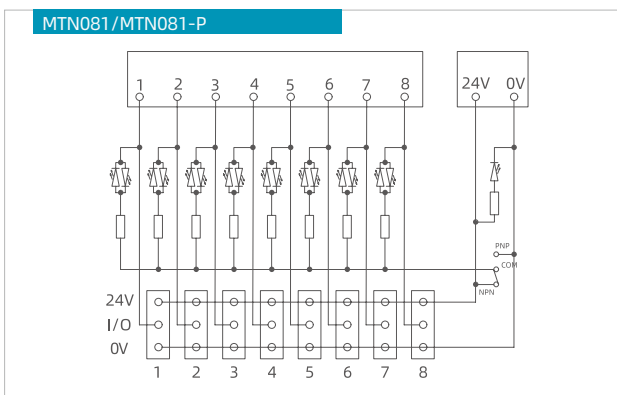 MTN081/MTN081-P
1 2 3 4 5 6 7 8 24V 0V
PNP
COM
NPN
24V
I/O
0V
1 2 3 4 5 6 7 8